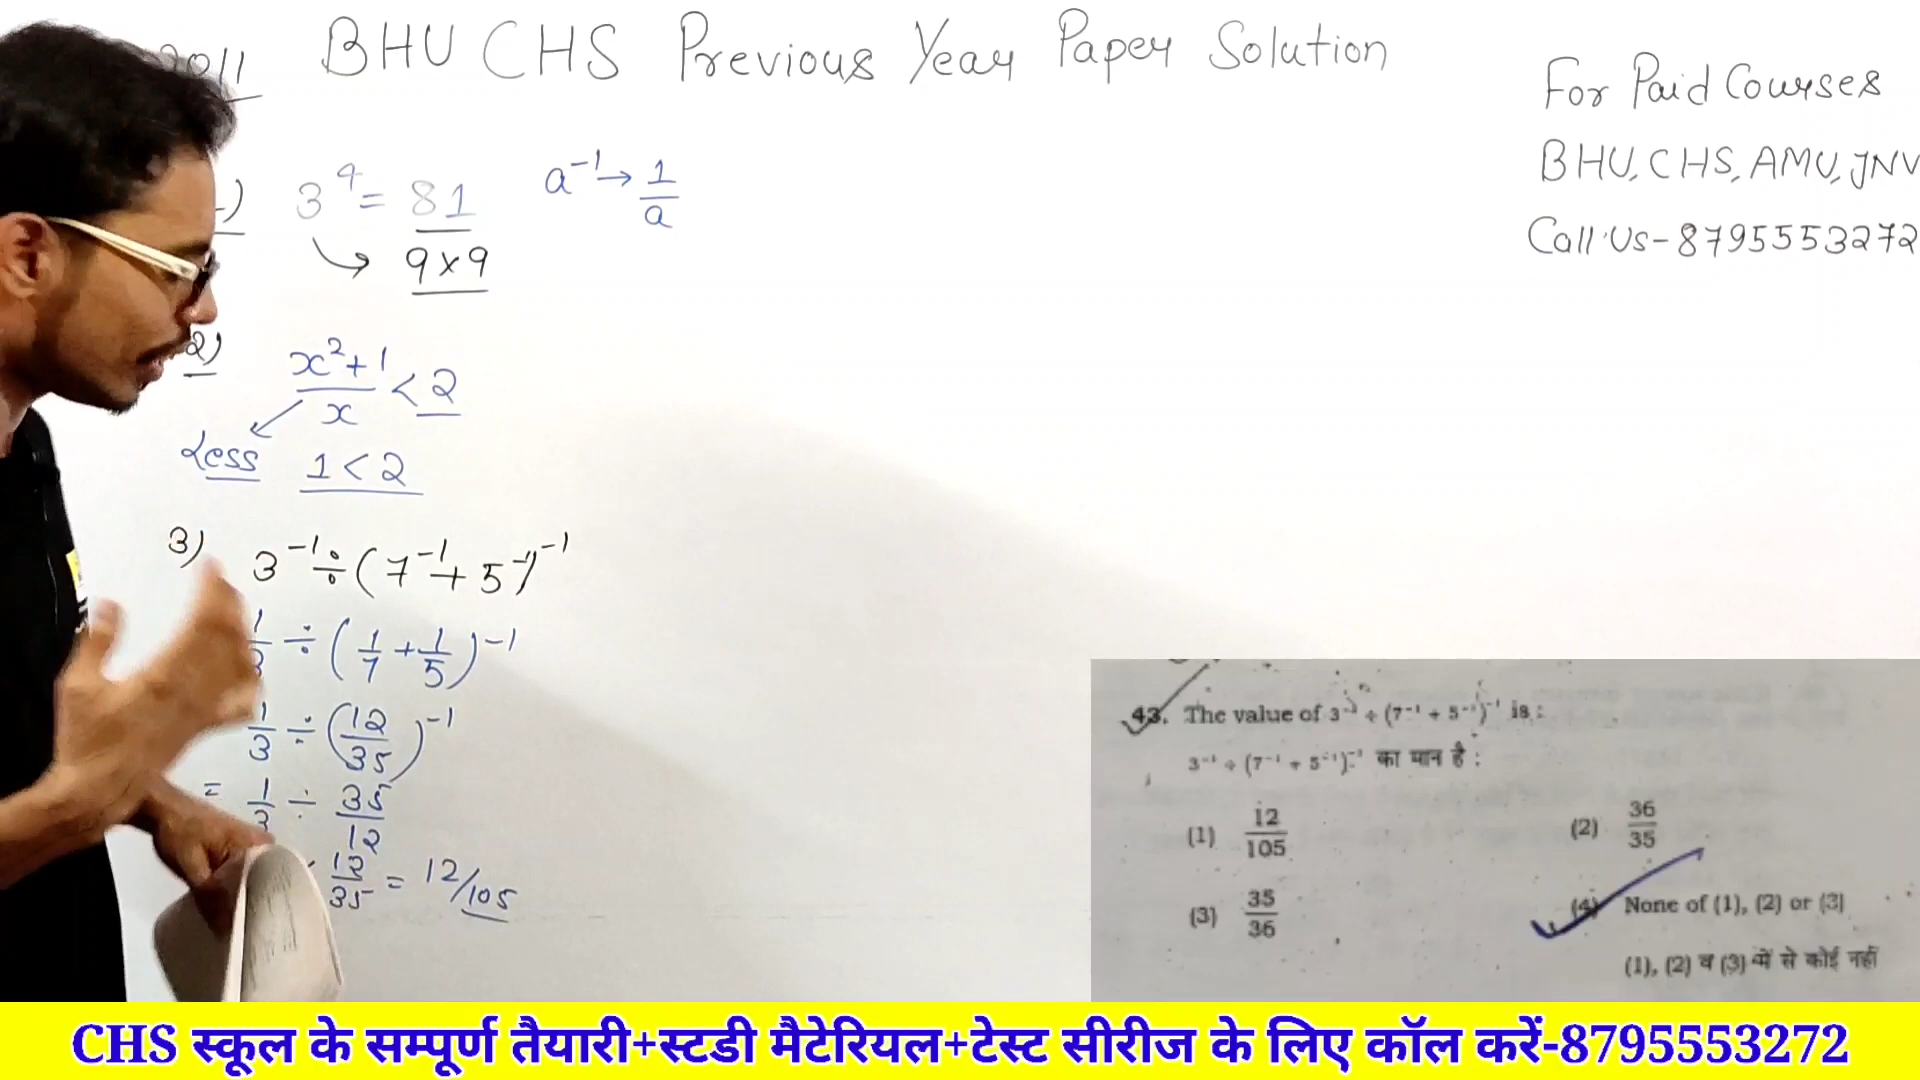 2011 BHU CHS Previous Year Paper Solution
For Paid Courses
BHU, CHS, AMU, JNV
Call Us-8795553272
3⁴ = 81
9×9
a⁻¹ → 1/a
2) x²+1/x < 2
Less 1 < 2
3) 3⁻¹ ÷ (7⁻¹ + 5⁻¹)⁻¹
÷ (1/7 + 1/5)⁻¹
1/3 ÷ (12/35)⁻¹
= ÷ 35/12
12/35 = 12/105
43. The value of 3⁻¹ ÷ (7⁻¹ + 5⁻¹)⁻¹ is :
3⁻¹ ÷ (7⁻¹ + 5⁻¹)⁻¹ का मान है :
(1) 12/105 (2) 36/35
(3) 35/36 (4) None of (1), (2) or (3)
(1), (2) व (3) में से कोई नहीं
CHS स्कूल के सम्पूर्ण तैयारी+स्टडी मैटेरियल+टेस्ट सीरीज के लिए कॉल करें-8795553272